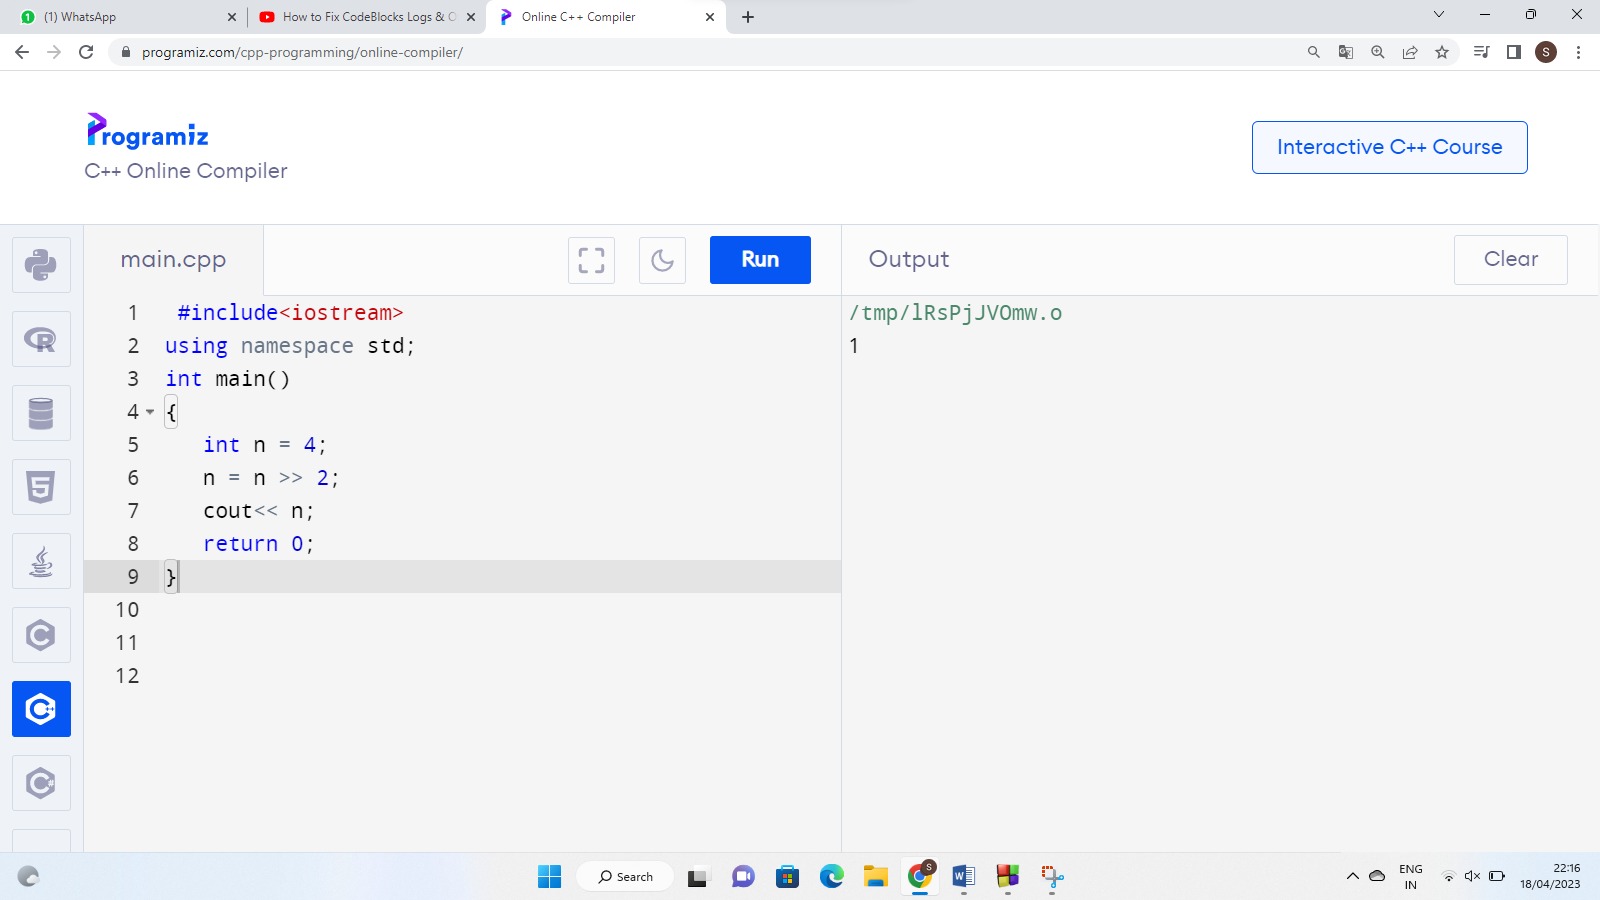 (1) WhatsApp
How to Fix CodeBlocks Logs & O
Online C++ Compiler
programiz.com/cpp-programming/online-compiler/
S
Programiz
C++ Online Compiler
Interactive C++ Course
main.cpp
Run
Output
Clear
1 #include<iostream>
2 using namespace std;
3 int main()
4 {
5 int n = 4;
6 n = n >> 2;
7 cout<< n;
8 return 0;
9 }
10
11
12
/tmp/lRsPjJVOmw.o
1
Search
S
ENG
IN
22:16
18/04/2023